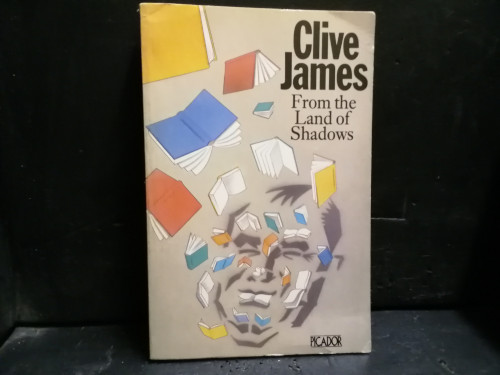 Clive
James
From the
Land of
Shadows
PICADOR